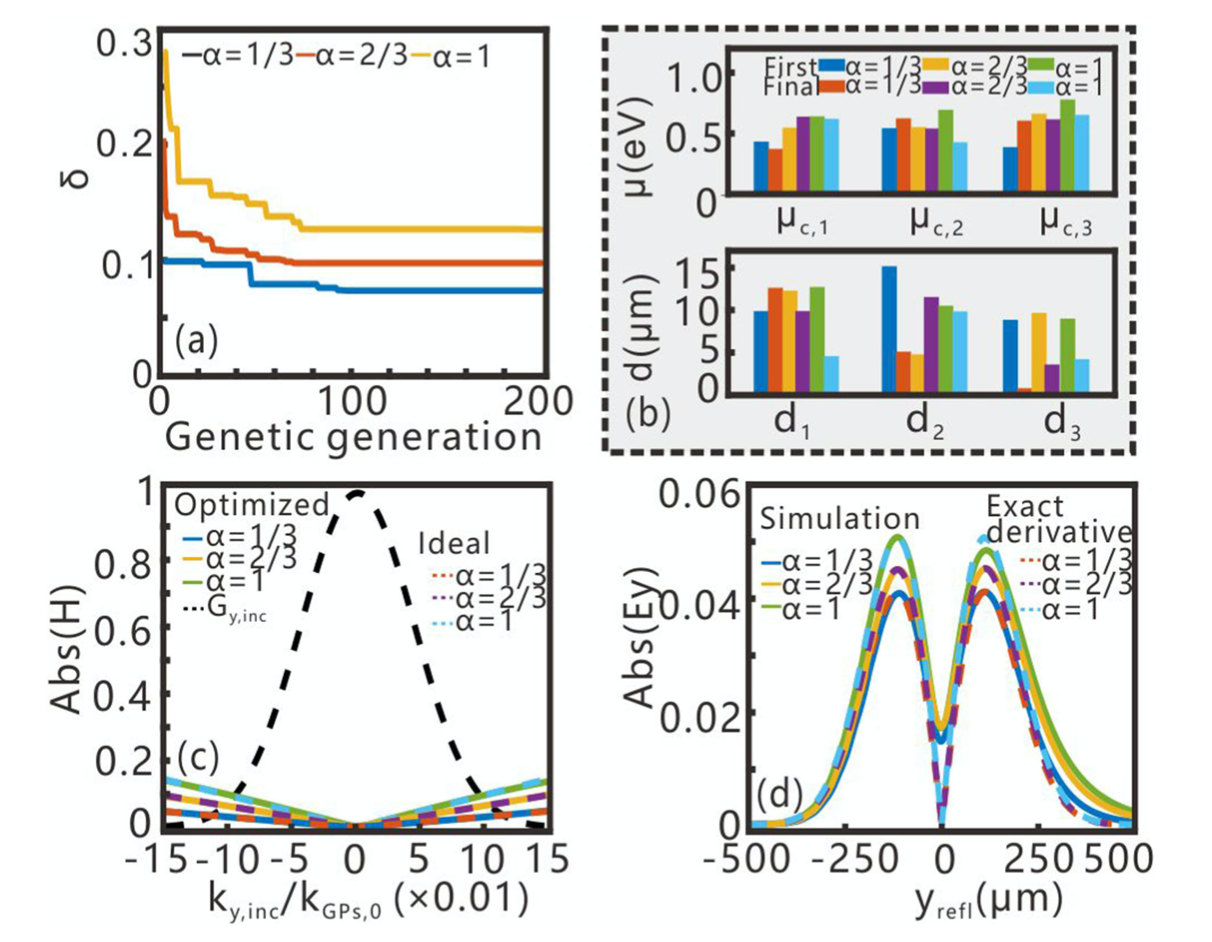 0.3
0.2
0.1
0
δ
α=1/3 α=2/3 α=1
(a)
0 100 200
Genetic generation
1.0
0.5
0
μ(eV)
First α=1/3 α=2/3 α=1
Final α=1/3 α=2/3 α=1
μc,1 μc,2 μc,3
15
10
5
0
d(μm)
(b)
d1 d2 d3
1
0.8
0.6
0.4
0.2
0
Abs(H)
Optimized
α=1/3
α=2/3
α=1
Gy,inc
Ideal
α=1/3
α=2/3
α=1
(c)
-15 -10 -5 0 5 10 15
ky,inc/kGPs,0 (×0.01)
0.06
0.04
0.02
0
Abs(Ey)
Simulation
α=1/3
α=2/3
α=1
Exact
derivative
α=1/3
α=2/3
α=1
(d)
-500 -250 0 250 500
yrefl(μm)